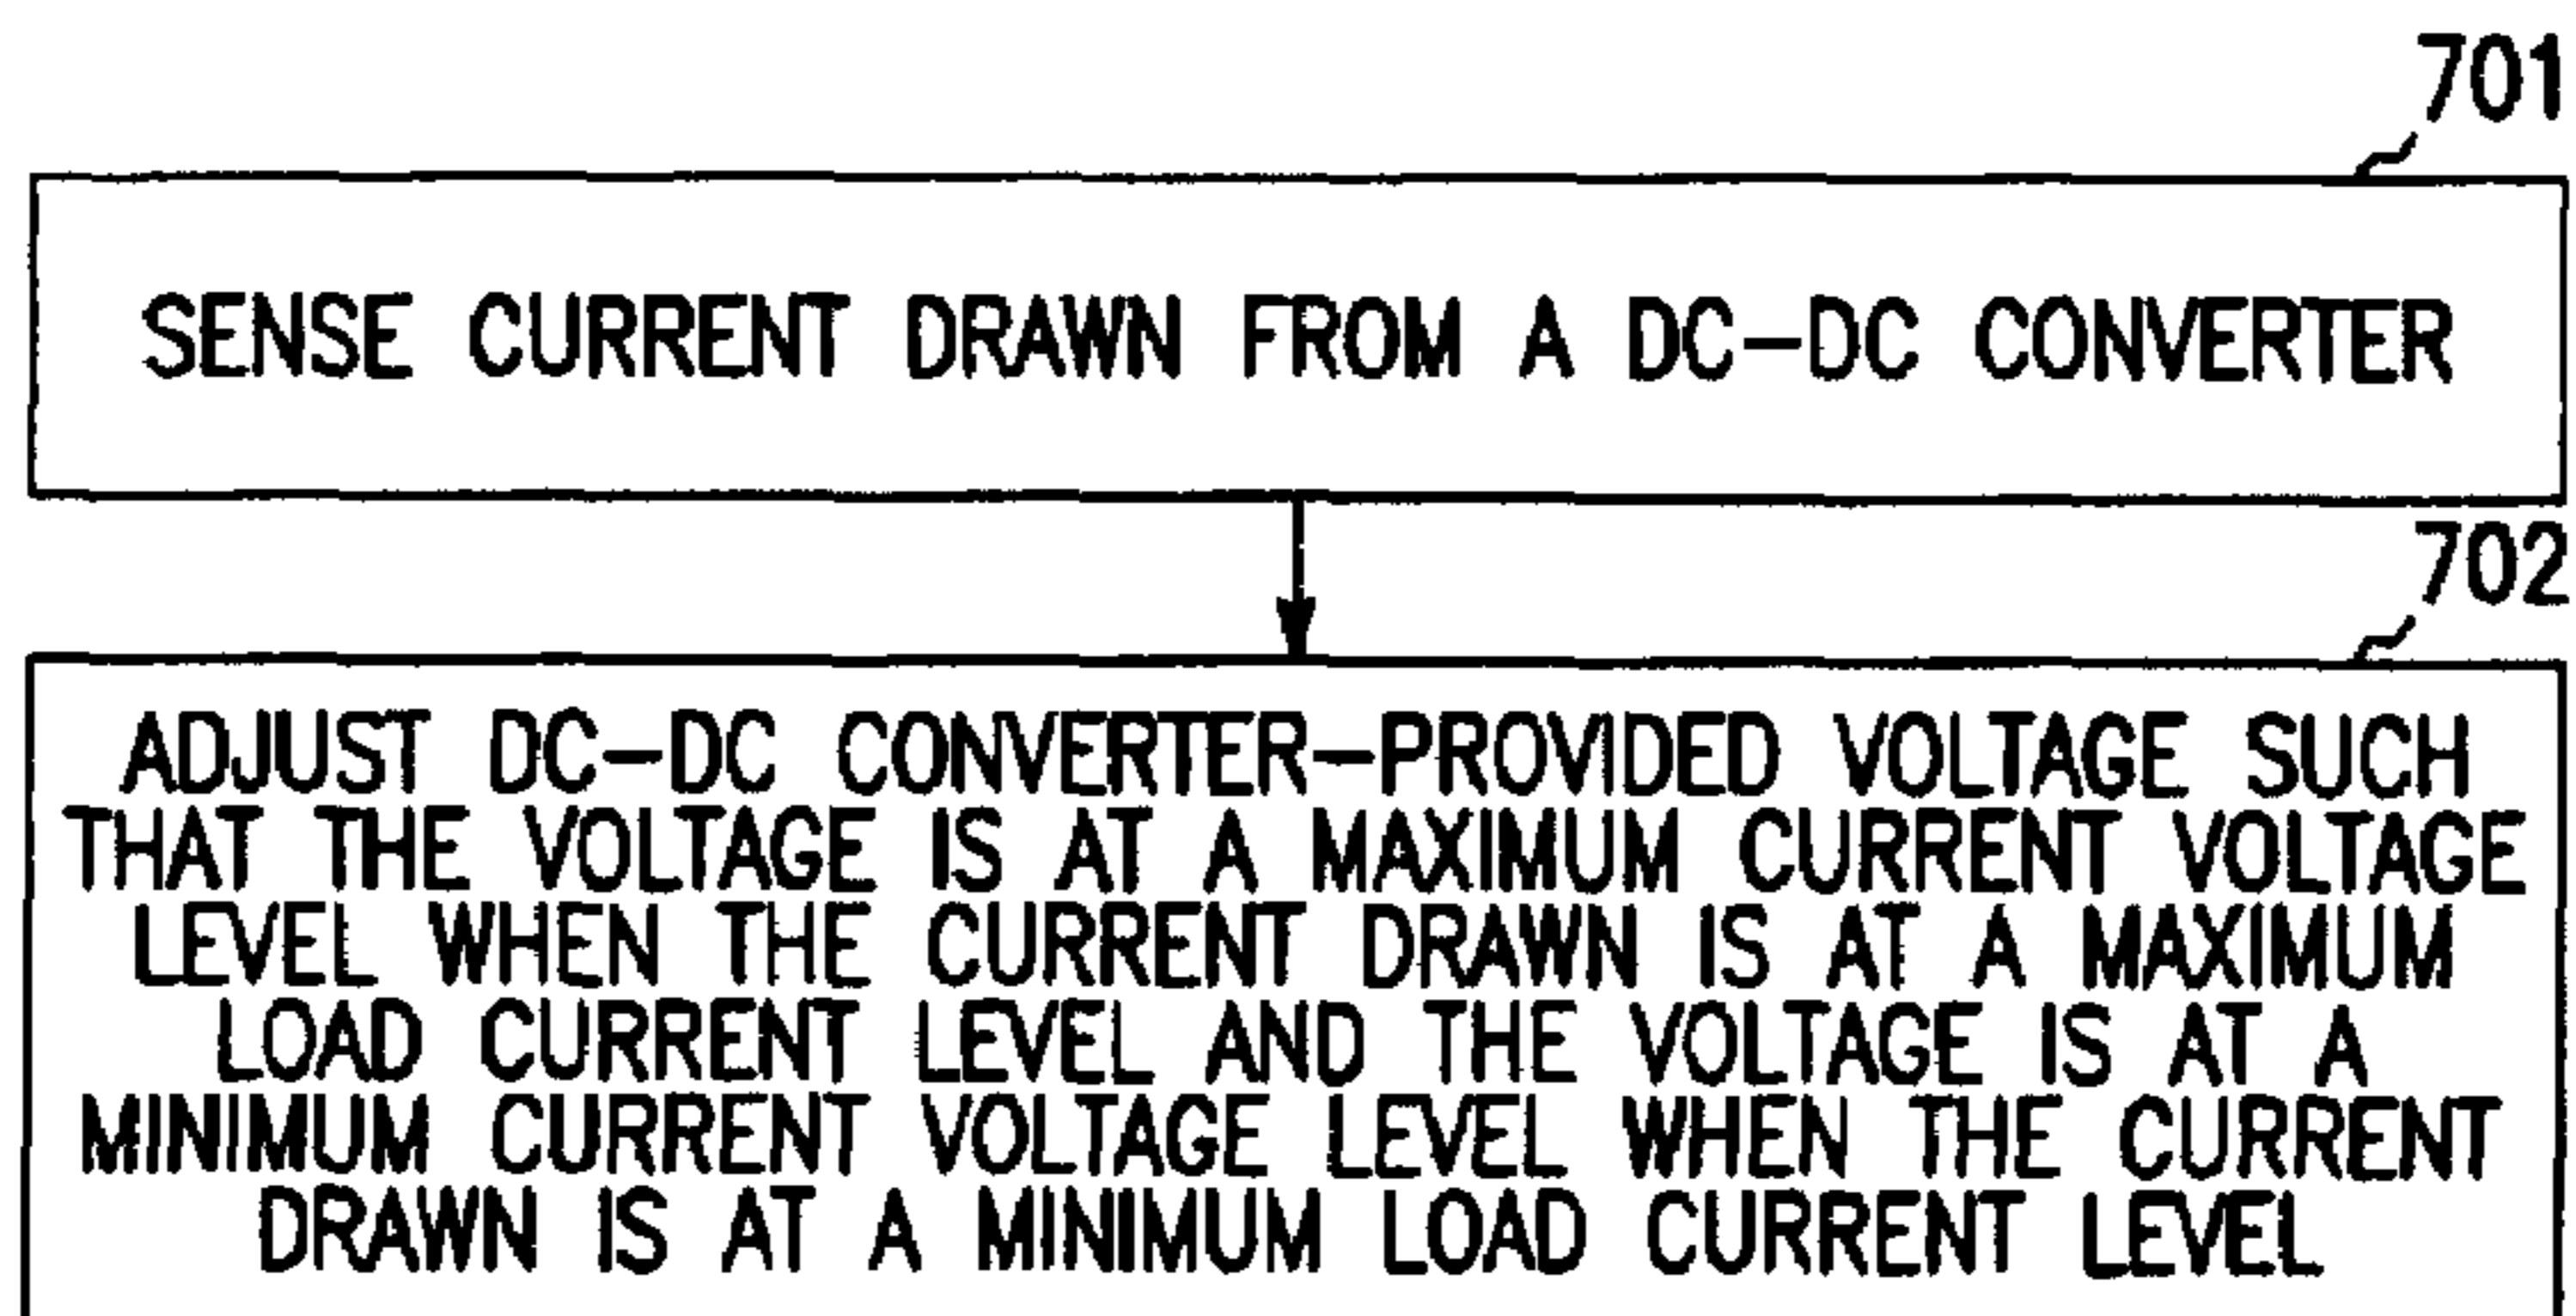 701
SENSE CURRENT DRAWN FROM A DC-DC CONVERTER
702
ADJUST DC-DC CONVERTER-PROVIDED VOLTAGE SUCH
THAT THE VOLTAGE IS AT A MAXIMUM CURRENT VOLTAGE
LEVEL WHEN THE CURRENT DRAWN IS AT A MAXIMUM
LOAD CURRENT LEVEL AND THE VOLTAGE IS AT A
MINIMUM CURRENT VOLTAGE LEVEL WHEN THE CURRENT
DRAWN IS AT A MINIMUM LOAD CURRENT LEVEL